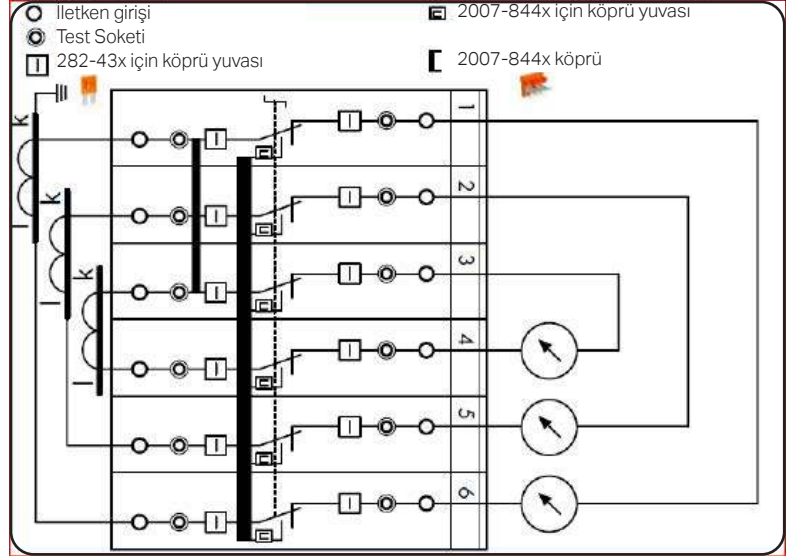 İletken girişi
Test Soketi
282-43x için köprü yuvası
2007-844x için köprü yuvası
2007-844x köprü
k
l
k
l
k
l
1
2
3
4
5
6